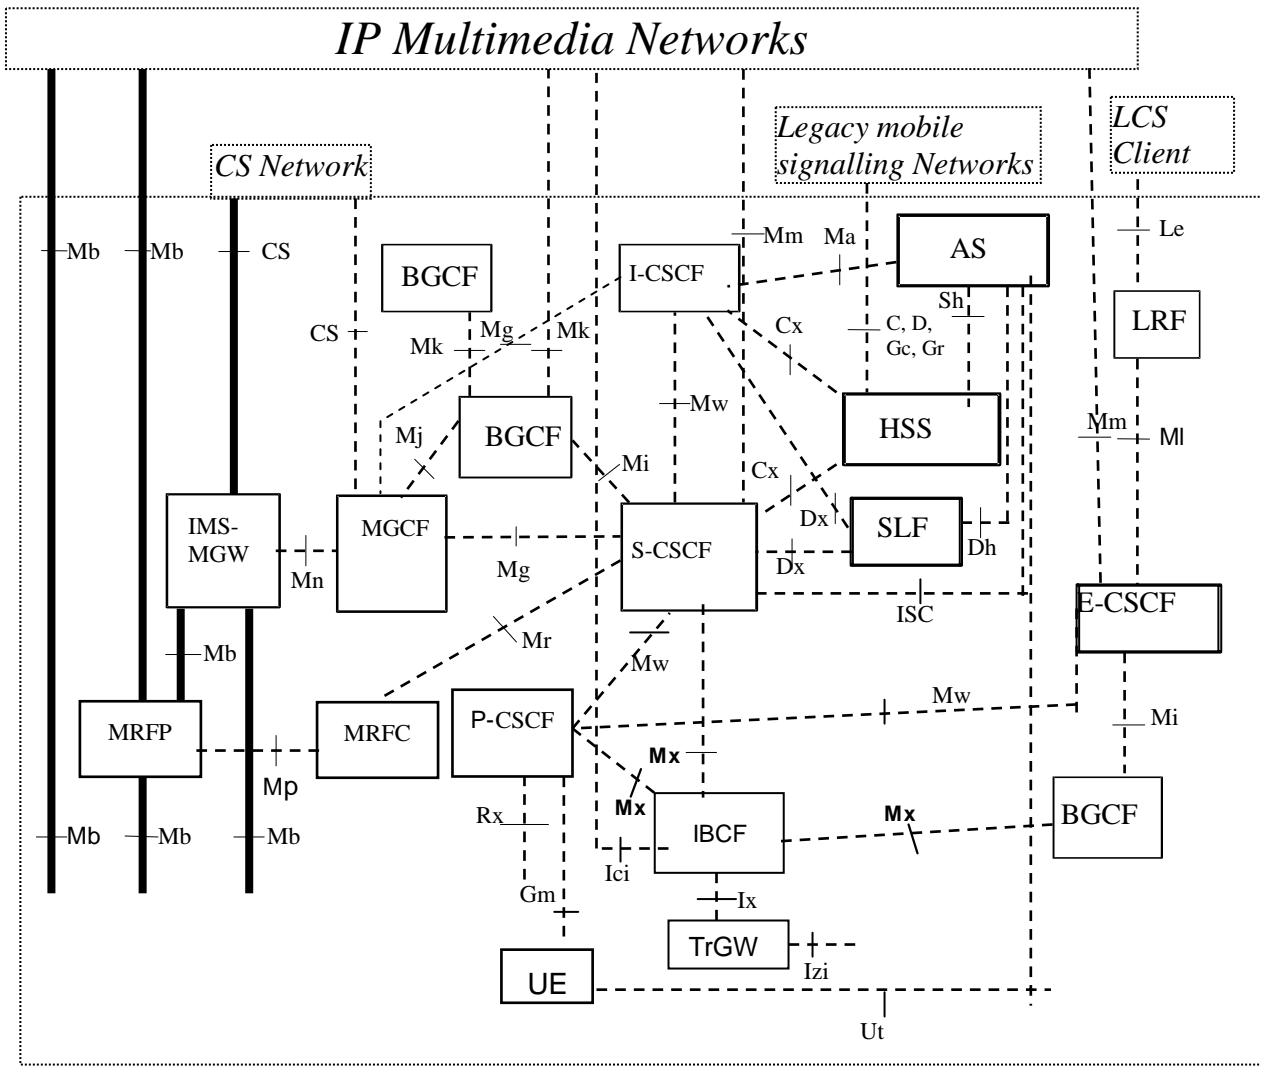 IP Multimedia Networks
Legacy mobile
signalling Networks
LCS
Client
CS Network
Mb
Mb
CS
Mm
Ma
AS
Le
BGCF
I-CSCF
Sh
LRF
CS
Mk
Mg
Mk
Cx
C, D,
Gc, Gr
Mw
HSS
Mm
Ml
Mj
BGCF
Mi
Cx
IMS-
MGW
MGCF
S-CSCF
Dx
SLF
Dh
Mn
Mg
Dx
ISC
E-CSCF
Mr
Mb
Mw
Mw
MRFP
MRFC
P-CSCF
Mi
Mx
Mp
Mx
Mx
BGCF
Mb
Mb
Mb
Rx
IBCF
Ici
Gm
Ix
TrGW
Izi
UE
Ut